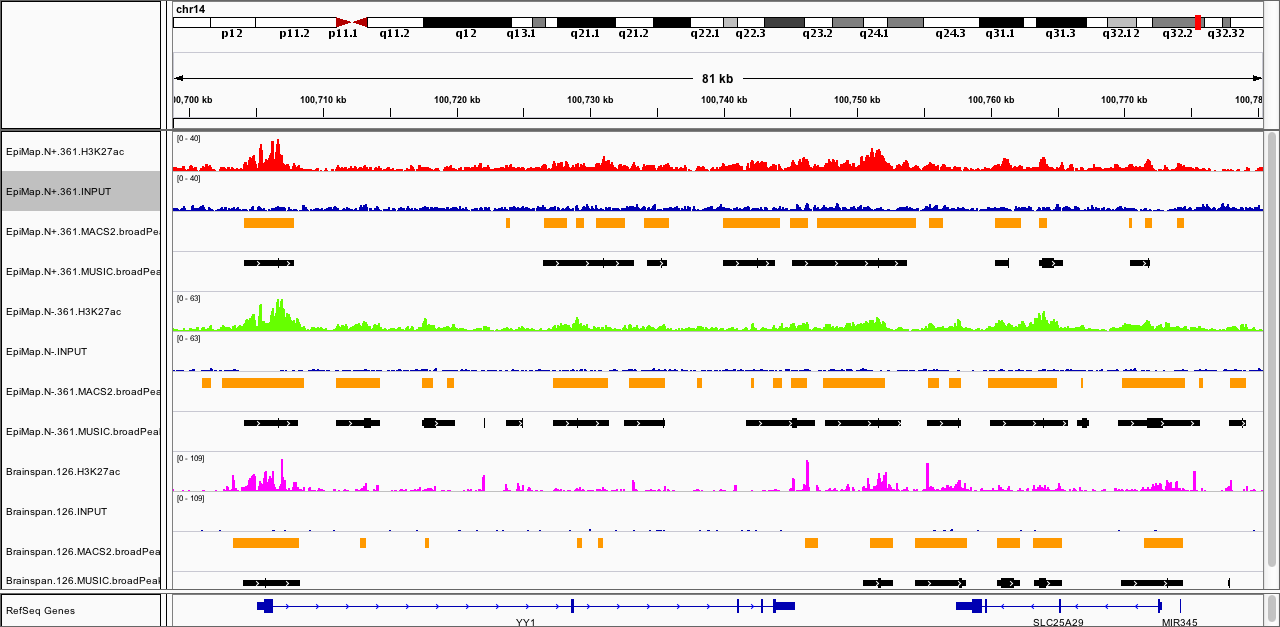 chr14
p12 p11.2 p11.1 q11.2 q12 q13.1 q21.1 q21.2 q22.1 q22.3 q23.2 q24.1 q24.3 q31.1 q31.3 q32.12 q32.2 q32.32
81 kb
00,700 kb 100,710 kb 100,720 kb 100,730 kb 100,740 kb 100,750 kb 100,760 kb 100,770 kb 100,78
[0 - 40]
EpiMap.N+.361.H3K27ac
[0 - 40]
EpiMap.N+.361.INPUT
EpiMap.N+.361.MACS2.broadPea
EpiMap.N+.361.MUSIC.broadPea
[0 - 63]
EpiMap.N-.361.H3K27ac
[0 - 63]
EpiMap.N-.INPUT
EpiMap.N-.361.MACS2.broadPea
EpiMap.N-.361.MUSIC.broadPeal
[0 - 109]
Brainspan.126.H3K27ac
[0 - 109]
Brainspan.126.INPUT
Brainspan.126.MACS2.broadPea
Brainspan.126.MUSIC.broadPeal
RefSeq Genes
YY1 SLC25A29 MIR345